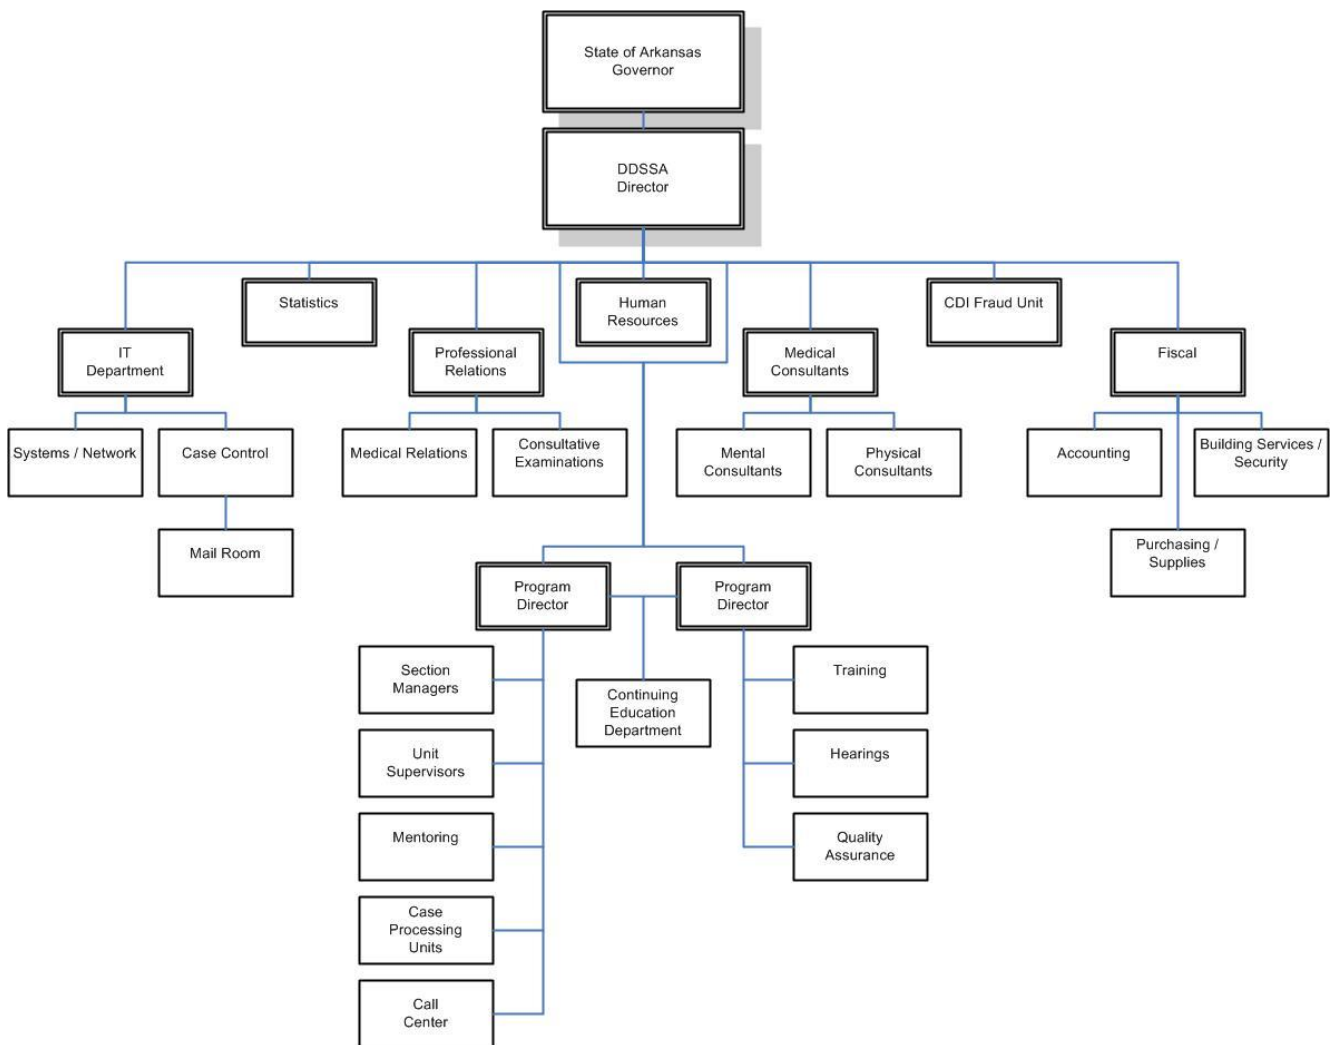 State of Arkansas
Governor
DDSSA
Director
Statistics
Human
Resources
CDI Fraud Unit
IT
Department
Professional
Relations
Medical
Consultants
Fiscal
Systems / Network
Case Control
Medical Relations
Consultative
Examinations
Mental
Consultants
Physical
Consultants
Accounting
Building Services /
Security
Mail Room
Purchasing /
Supplies
Program
Director
Program
Director
Section
Managers
Continuing
Education
Department
Training
Unit
Supervisors
Hearings
Mentoring
Quality
Assurance
Case
Processing
Units
Call
Center